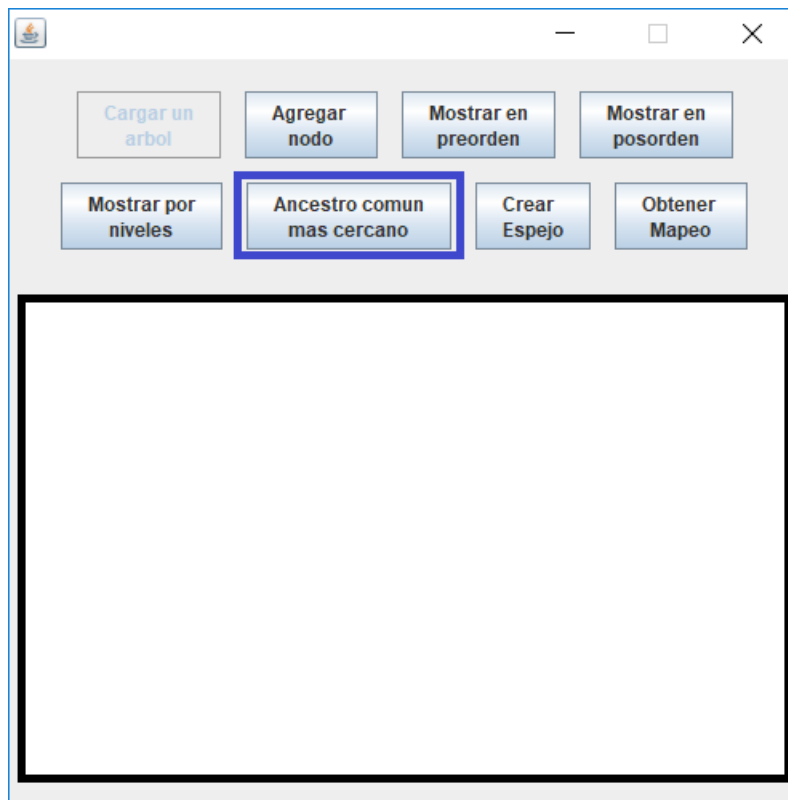 Cargar un
arbol
Agregar
nodo
Mostrar en
preorden
Mostrar en
posorden
Mostrar por
niveles
Ancestro comun
mas cercano
Crear
Espejo
Obtener
Mapeo